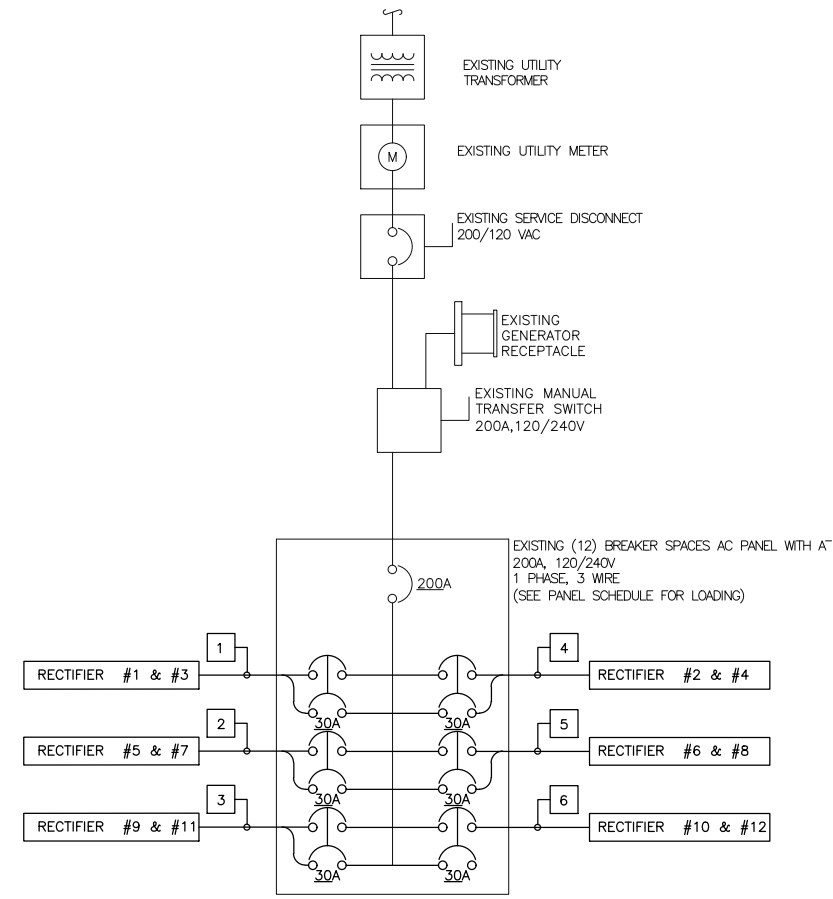 EXISTING UTILITY
TRANSFORMER
M
EXISTING UTILITY METER
EXISTING SERVICE DISCONNECT
200/120 VAC
EXISTING
GENERATOR
RECEPTACLE
EXISTING MANUAL
TRANSFER SWITCH
200A,120/240V
EXISTING (12) BREAKER SPACES AC PANEL WITH
200A, 120/240V
1 PHASE, 3 WIRE
(SEE PANEL SCHEDULE FOR LOADING)
200A
1
4
RECTIFIER #1 & #3
RECTIFIER #2 & #4
30A
30A
2
5
RECTIFIER #5 & #7
RECTIFIER #6 & #8
30A
30A
3
6
RECTIFIER #9 & #11
RECTIFIER #10 & #12
30A
30A